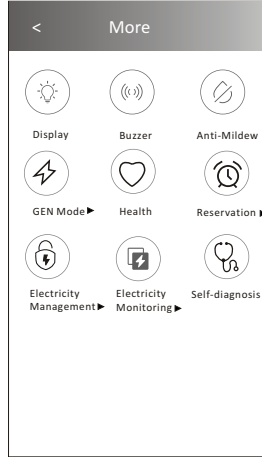 < More
Display Buzzer Anti-Mildew
GEN Mode► Health Reservation►
Electricity Electricity Self-diagnosis
Management► Monitoring►